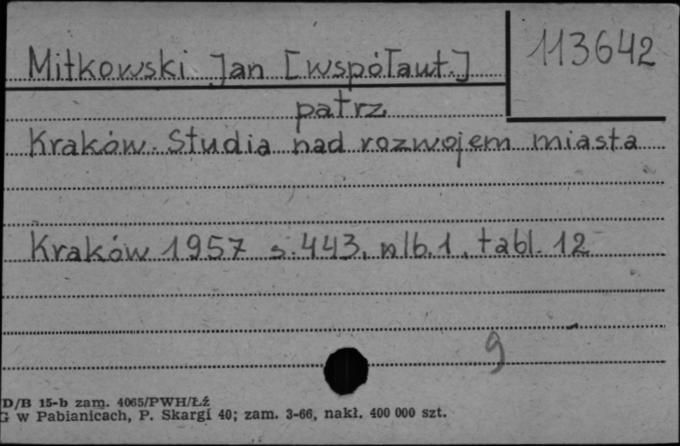 Mitkowski Jan [współaut.]
113642
patrz
Kraków. Studia nad rozwojem miasta
Kraków 1957 s. 443, nlb. 1, tabl. 12
9
D/B 15-b zam. 4065/PWH/Łź
G w Pabianicach, P. Skargi 40; zam. 3-66, nakł. 400 000 szt.